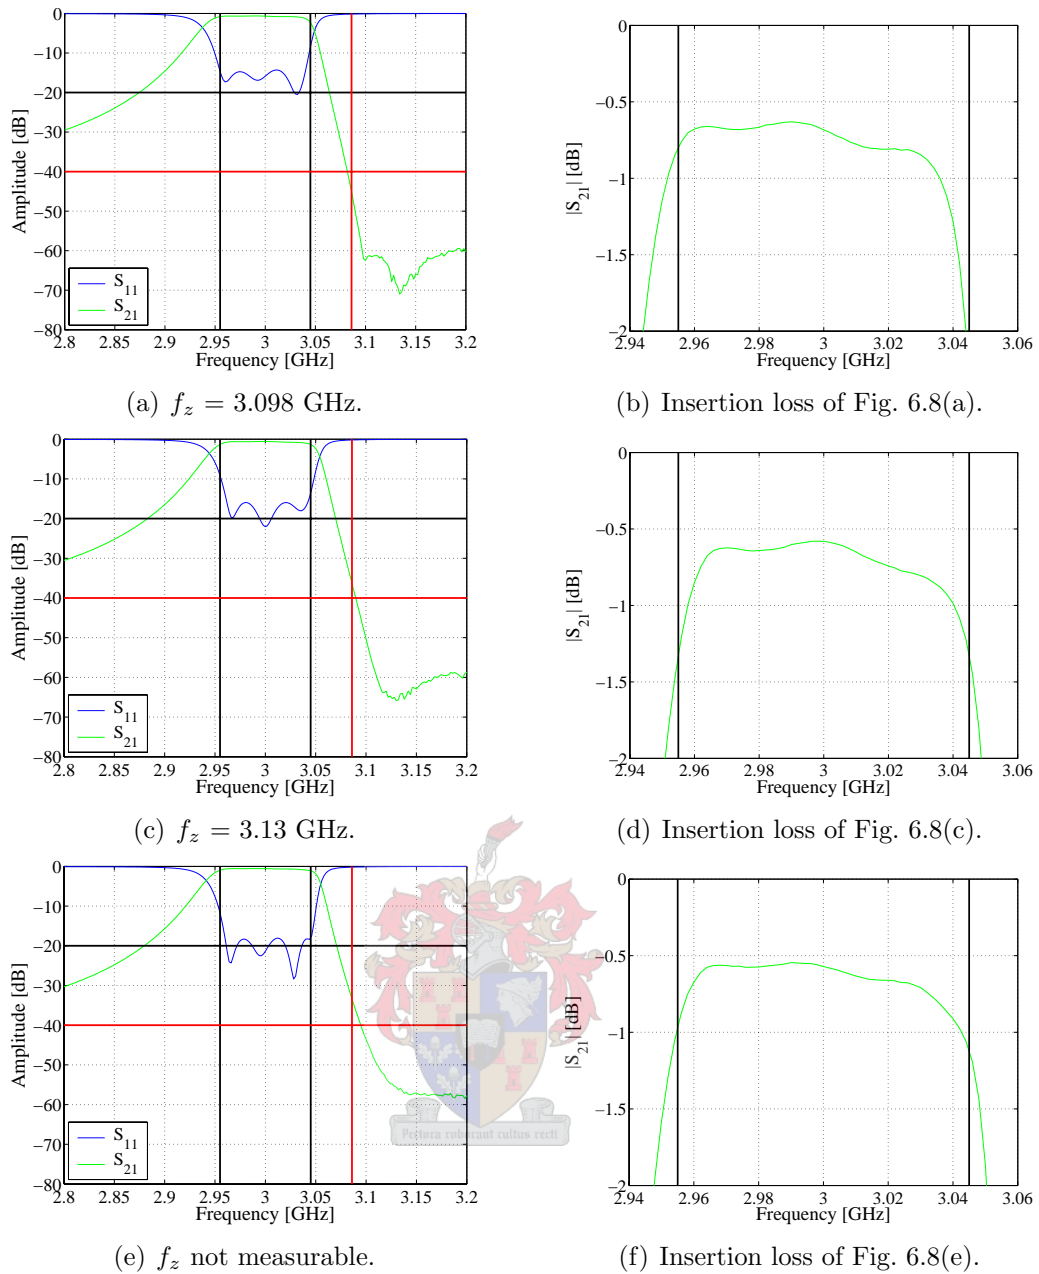 0
−10
−20
−30
−40
−50
−60
−70
−80
2.8 2.85 2.9 2.95 3 3.05 3.1 3.15 3.2
Amplitude [dB]
Frequency [GHz]
S11
S21
0
−0.5
−1
−1.5
−2
2.94 2.96 2.98 3 3.02 3.04 3.06
|S21| [dB]
Frequency [GHz]
(a) fz = 3.098 GHz.
(b) Insertion loss of Fig. 6.8(a).
0
−10
−20
−30
−40
−50
−60
−70
−80
2.8 2.85 2.9 2.95 3 3.05 3.1 3.15 3.2
Amplitude [dB]
Frequency [GHz]
S11
S21
0
−0.5
−1
−1.5
−2
2.94 2.96 2.98 3 3.02 3.04 3.06
|S21| [dB]
Frequency [GHz]
(c) fz = 3.13 GHz.
(d) Insertion loss of Fig. 6.8(c).
0
−10
−20
−30
−40
−50
−60
−70
−80
2.8 2.85 2.9 2.95 3 3.05 3.1 3.15 3.2
Amplitude [dB]
Frequency [GHz]
S11
S21
Pectora roborant cultus recti
0
−0.5
−1
−1.5
−2
2.94 2.96 2.98 3 3.02 3.04 3.06
|S21| [dB]
Frequency [GHz]
(e) fz not measurable.
(f) Insertion loss of Fig. 6.8(e).